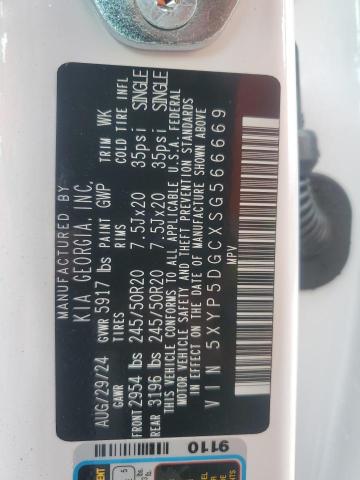 MANUFACTURED BY
KIA GEORGIA, INC.
AUG/29/24 GVWR 5917 lbs PAINT GWP TRIM WK
GAWR TIRES RIMS COLD TIRE INFL
FRONT 2954 lbs 245/50R20 7.5Jx20 35psi SINGLE
REAR 3196 lbs 245/50R20 7.5Jx20 35psi SINGLE
THIS VEHICLE CONFORMS TO ALL APPLICABLE U.S.A. FEDERAL
MOTOR VEHICLE SAFETY AND THEFT PREVENTION STANDARDS
IN EFFECT ON THE DATE OF MANUFACTURE SHOWN ABOVE
VIN 5XYP5DGCXSG566669
MPV
9110